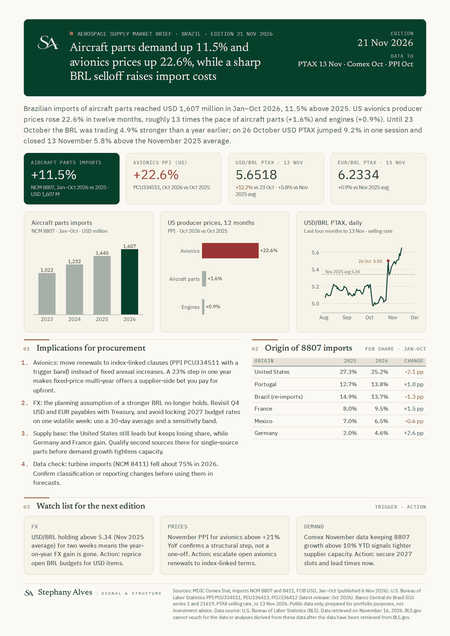 SA
AEROSPACE SUPPLY MARKET BRIEF · BRAZIL · EDITION 21 NOV 2026
Aircraft parts demand up 11.5% and
avionics prices up 22.6%, while a sharp
BRL selloff raises import costs
EDITION
21 Nov 2026
DATA TO
PTAX 13 Nov · Comex Oct · PPI Oct
Brazilian imports of aircraft parts reached USD 1,607 million in Jan–Oct 2026, 11.5% above 2025. US avionics producer
prices rose 22.6% in twelve months, roughly 13 times the pace of aircraft parts (+1.6%) and engines (+0.9%). Until 23
October the BRL was trading 4.9% stronger than a year earlier; on 26 October USD PTAX jumped 9.2% in one session and
closed 13 November 5.8% above the November 2025 average.
AIRCRAFT PARTS IMPORTS
+11.5%
NCM 8807, Jan–Oct 2026 vs 2025 ·
USD 1,607 M
AVIONICS PPI (US)
+22.6%
PCU334511, Oct 2026 vs Oct 2025
USD/BRL PTAX · 13 NOV
5.6518
+12.2% vs 23 Oct · +5.8% vs Nov
2025 avg
EUR/BRL PTAX · 13 NOV
6.2334
+0.9% vs Nov 2025 avg
Aircraft parts imports
NCM 8807 · Jan–Oct · USD million
1,022
1,232
1,440
1,607
2023
2024
2025
2026
US producer prices, 12 months
PPI · Oct 2026 vs Oct 2025
Avionics
+22.6%
Aircraft parts
+1.6%
Engines
+0.9%
USD/BRL PTAX, daily
Last four months to 13 Nov · selling rate
5.6
5.4
5.2
5.0
26 Oct 5.50
Nov 2025 avg 5.34
Aug
Sep
Oct
Nov
Dec
01 Implications for procurement
1. Avionics: move renewals to index-linked clauses (PPI PCU334511 with a
trigger band) instead of fixed annual increases. A 23% step in one year
makes fixed-price multi-year offers a supplier-side bet you pay for
upfront.
2. FX: the planning assumption of a stronger BRL no longer holds. Revisit Q4
USD and EUR payables with Treasury, and avoid locking 2027 budget rates
on one volatile week: use a 30-day average and a sensitivity band.
3. Supply base: the United States still leads but keeps losing share, while
Germany and France gain. Qualify second sources there for single-source
parts before demand growth tightens capacity.
4. Data check: turbine imports (NCM 8411) fell about 75% in 2026.
Confirm classification or reporting changes before using them in
forecasts.
02 Origin of 8807 imports
FOB SHARE · JAN–OCT
ORIGIN 2025 2026 CHANGE
United States 27.3% 25.2% -2.1 pp
Portugal 12.7% 13.8% +1.0 pp
Brazil (re-imports) 14.9% 13.7% -1.3 pp
France 8.0% 9.5% +1.5 pp
Mexico 7.0% 6.5% -0.6 pp
Germany 2.0% 4.6% +2.6 pp
03 Watch list for the next edition
TRIGGER · ACTION
FX
USD/BRL holding above 5.34 (Nov 2025
average) for two weeks means the year-
on-year FX gain is gone. Action: reprice
open BRL budgets for USD items.
PRICES
November PPI for avionics above +21%
YoY confirms a structural step, not a
one-off. Action: escalate open avionics
renewals to index-linked terms.
DEMAND
Comex November data keeping 8807
growth above 10% YTD signals tighter
supplier capacity. Action: secure 2027
slots and lead times now.
SA Stephany Alves | SIGNAL & STRUCTURE
Sources: MDIC Comex Stat, imports NCM 8807 and 8411, FOB USD, Jan–Oct (published 6 Nov 2026). U.S. Bureau of
Labor Statistics PPI PCU334511, PCU336413, PCU336412 (latest release: Oct 2026). Banco Central do Brasil SGS
series 1 and 21619, PTAX selling rate, to 13 Nov 2026. Public data only; prepared for portfolio purposes, not
investment advice. Data source: U.S. Bureau of Labor Statistics (BLS). Data retrieved on November 16, 2026. BLS.gov
cannot vouch for the data or analyses derived from these data after the data have been retrieved from BLS.gov.